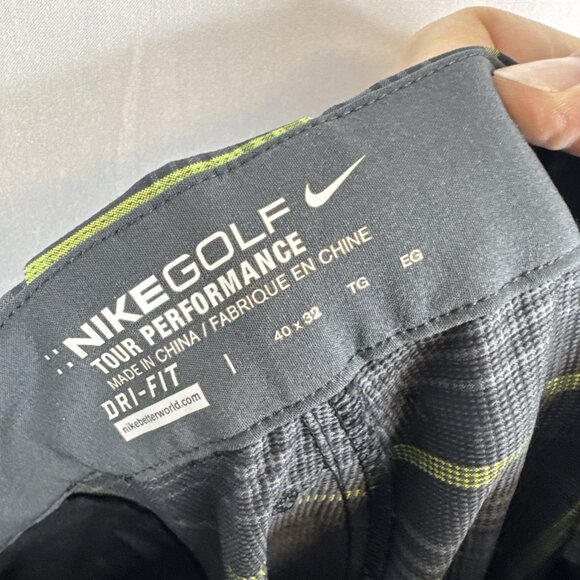 NIKEGOLF
TOUR PERFORMANCE
MADE IN CHINA / FABRIQUE EN CHINE
DRI-FIT | 40 x 32 TG EG
nikebetterworld.com